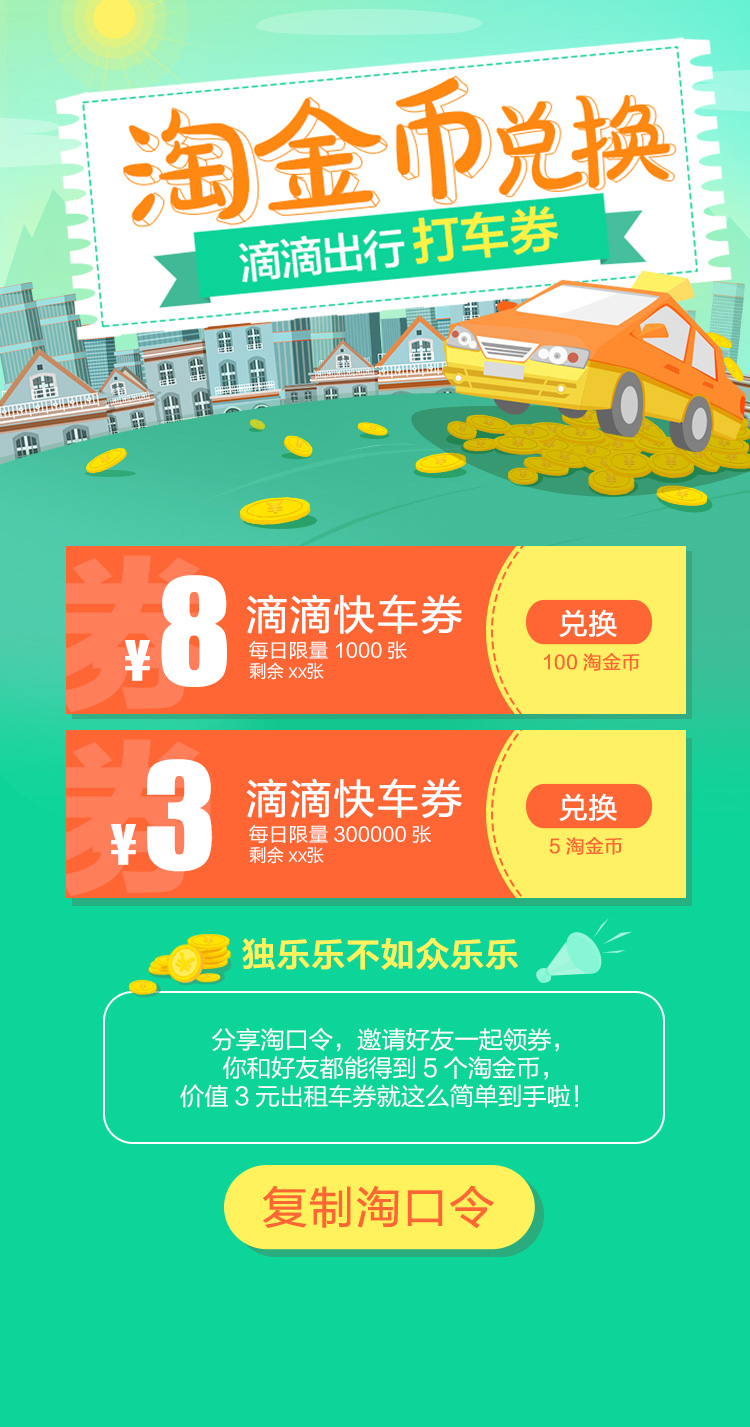 淘金币兑换
滴滴出行 打车券
券
¥8
滴滴快车券
每日限量 1000 张
剩余 xx张
兑换
100 淘金币
券
¥3
滴滴快车券
每日限量 300000 张
剩余 xx张
兑换
5 淘金币
独乐乐不如众乐乐
分享淘口令，邀请好友一起领券，
你和好友都能得到 5 个淘金币，
价值 3 元出租车券就这么简单到手啦！
复制淘口令